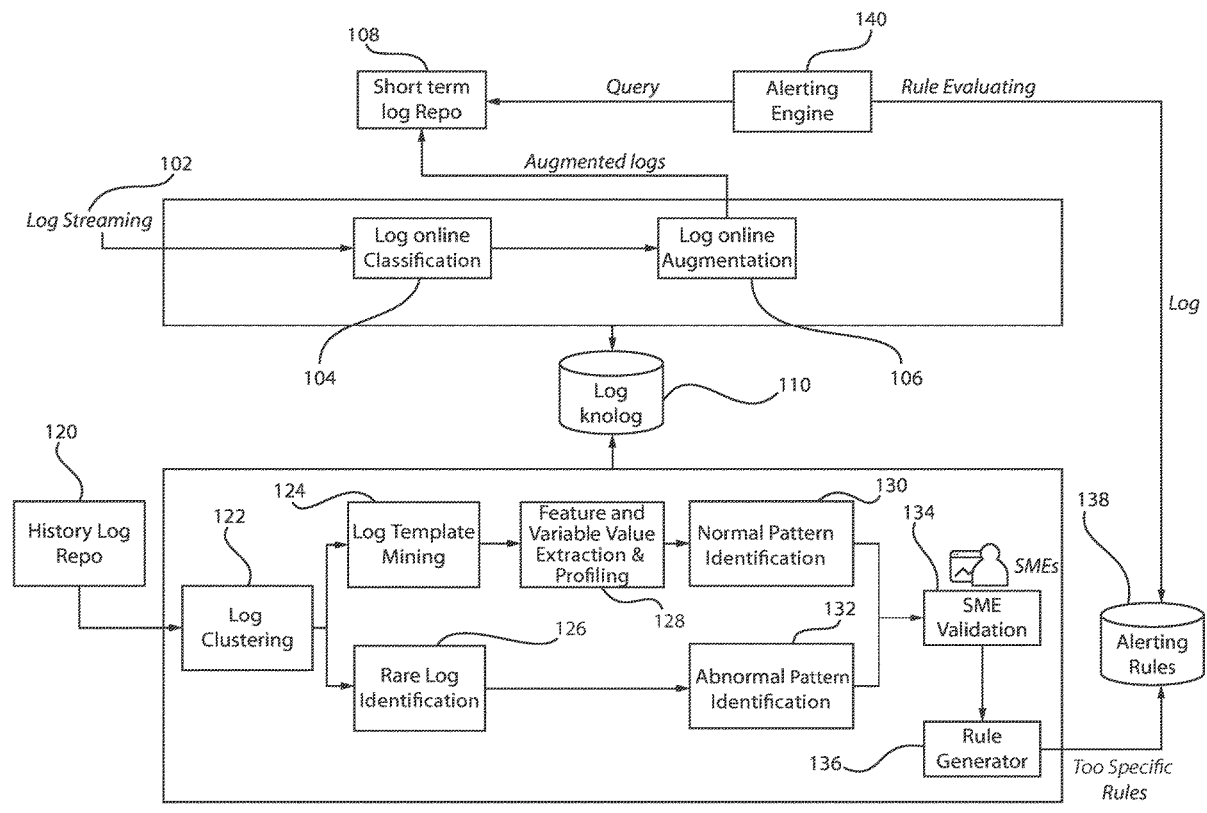 140
108
Short term
log Repo
Query
Alerting
Engine
Rule Evaluating
Augmented logs
102
Log Streaming
Log online
Classification
Log online
Augmentation
Log
104
106
Log
knolog
110
120
History Log
Repo
122
Log
Clustering
124
Log Template
Mining
Feature and
Variable Value
Extraction &
Profiling
128
130
Normal Pattern
Identification
134
SMEs
SME
Validation
138
Alerting
Rules
126
Rare Log
Identification
132
Abnormal Pattern
Identification
136
Rule
Generator
Too Specific
Rules